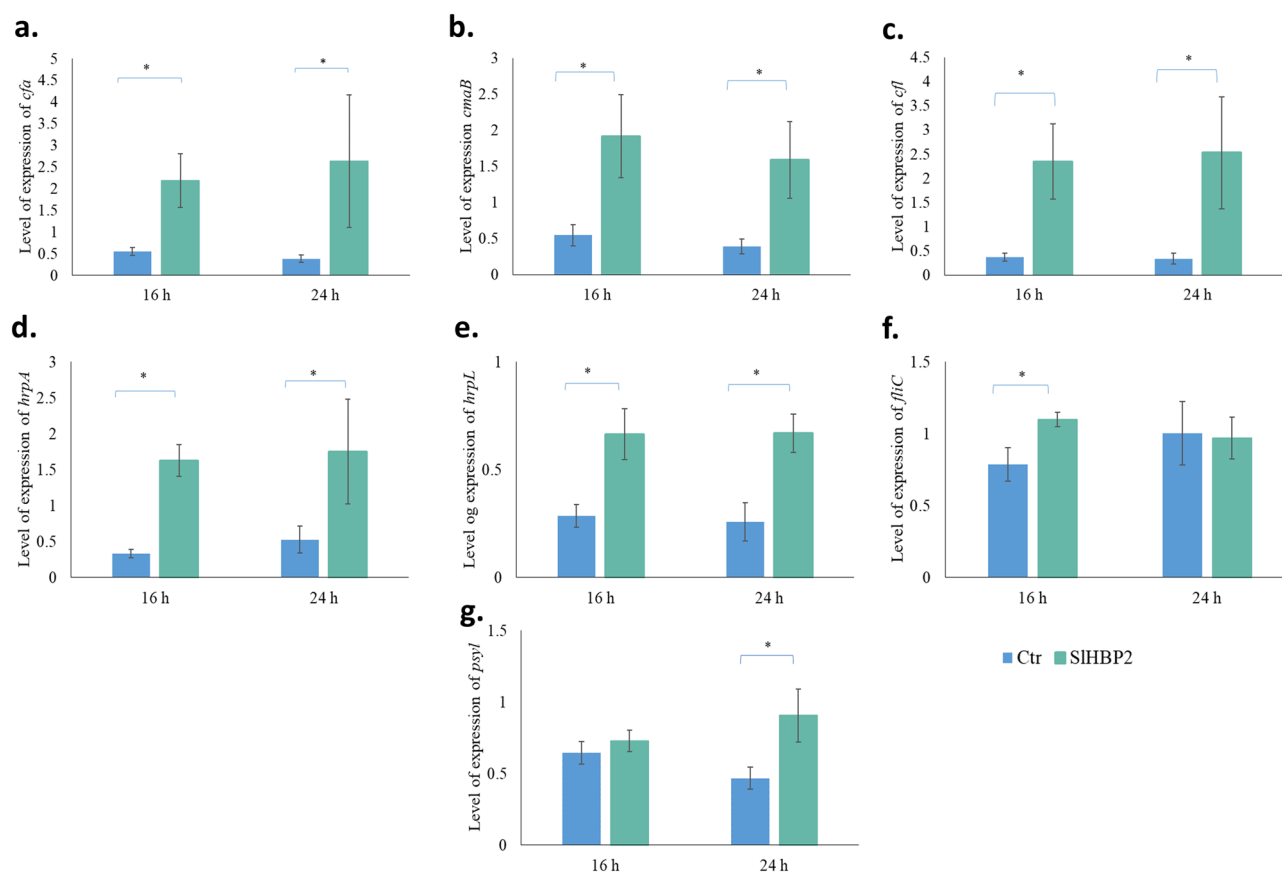 a.
Level of expression of cfa
5
4.5
4
3.5
3
2.5
2
1.5
1
0.5
0
*
*
16 h
24 h
b.
Level of expression cmaB
3
2.5
2
1.5
1
0.5
0
*
*
16 h
24 h
c.
Level of expression of cfl
4.5
4
3.5
3
2.5
2
1.5
1
0.5
0
*
*
16 h
24 h
d.
Level of expression of hrpA
3
2.5
2
1.5
1
0.5
0
*
*
16 h
24 h
e.
Level og expression of hrpL
1
0.5
0
*
*
16 h
24 h
f.
Level of expression of fliC
1.5
1
0.5
0
*
16 h
24 h
g.
Level of expression of psyl
1.5
1
0.5
0
*
16 h
24 h
Ctr SlHBP2